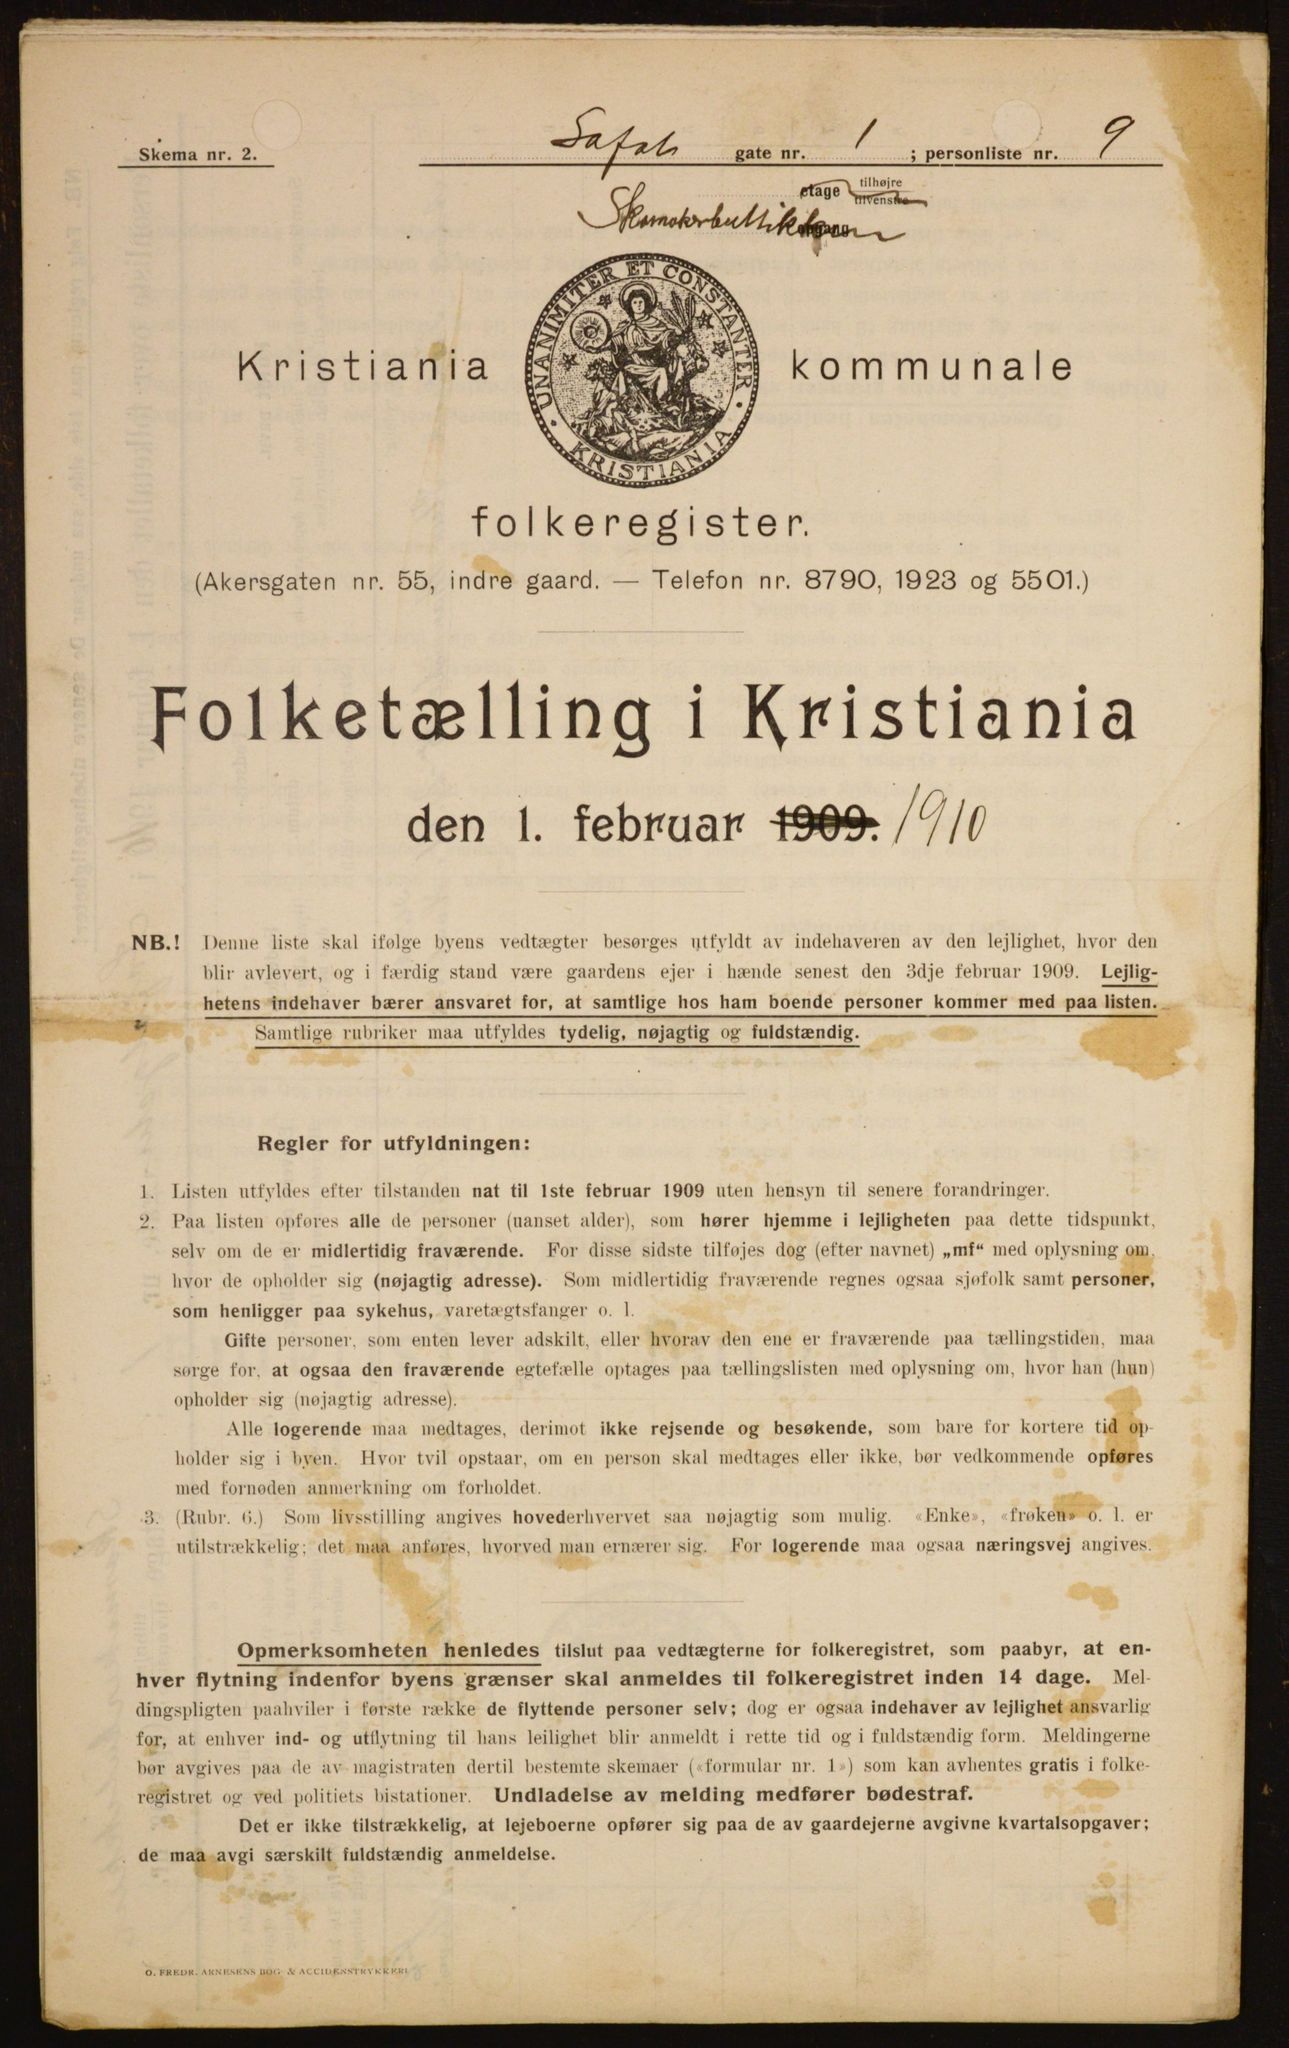 Skema nr. 2.
gate nr. 1 ; personliste nr. 9
etage tilhøjre
tilvenstre
Kristiania kommunale
UNANIMITER ET CONSTANTER
KRISTIANIA
folkeregister.
(Akersgaten nr. 55, indre gaard. — Telefon nr. 8790, 1923 og 5501.)
Folketælling i Kristiania
den 1. februar 1909. 1910
NB.! Denne liste skal ifølge byens vedtægter besørges utfyldt av indehaveren av den lejlighet, hvor den
blir avlevert, og i færdig stand være gaardens ejer i hænde senest den 3dje februar 1909. Lejlig-
hetens indehaver bærer ansvaret for, at samtlige hos ham boende personer kommer med paa listen.
Samtlige rubriker maa utfyldes tydelig, nøjagtig og fuldstændig.
Regler for utfyldningen:
1. Listen utfyldes efter tilstanden nat til 1ste februar 1909 uten hensyn til senere forandringer.
2. Paa listen opføres alle de personer (uanset alder), som hører hjemme i lejligheten paa dette tidspunkt,
selv om de er midlertidig fraværende. For disse sidste tilføjes dog (efter navnet) „mf“ med oplysning om,
hvor de opholder sig (nøjagtig adresse). Som midlertidig fraværende regnes ogsaa sjøfolk samt personer,
som henligger paa sykehus, varetægtsfanger o. l.
Gifte personer, som enten lever adskilt, eller hvorav den ene er fraværende paa tællingstiden, maa
sørge for, at ogsaa den fraværende egtefælle optages paa tællingslisten med oplysning om, hvor han (hun)
opholder sig (nøjagtig adresse).
Alle logerende maa medtages, derimot ikke rejsende og besøkende, som bare for kortere tid op-
holder sig i byen. Hvor tvil opstaar, om en person skal medtages eller ikke, bør vedkommende opføres
med fornøden anmerkning om forholdet.
3. (Rubr. 6.) Som livsstilling angives hovederhvervet saa nøjagtig som mulig. «Enke», «frøken» o. l. er
utilstrækkelig; det maa anføres, hvorved man ernærer sig. For logerende maa ogsaa næringsvej angives.
Opmerksomheten henledes tilslut paa vedtægterne for folkeregistret, som paabyr, at en-
hver flytning indenfor byens grænser skal anmeldes til folkeregistret inden 14 dage. Mel-
dingspligten paahviler i første række de flyttende personer selv; dog er ogsaa indehaver av lejlighet ansvarlig
for, at enhver ind- og utflytning til hans leilighet blir anmeldt i rette tid og i fuldstændig form. Meldingerne
bør avgives paa de av magistraten dertil bestemte skemaer («formular nr. 1») som kan avhentes gratis i folke-
registret og ved politiets bistationer. Undladelse av melding medfører bødestraf.
Det er ikke tilstrækkelig, at lejeboerne opfører sig paa de av gaardejerne avgivne kvartalsopgaver;
de maa avgi særskilt fuldstændig anmeldelse.
O. FREDR. ARNESENS BOG- & ACCIDENSTRYKKERI